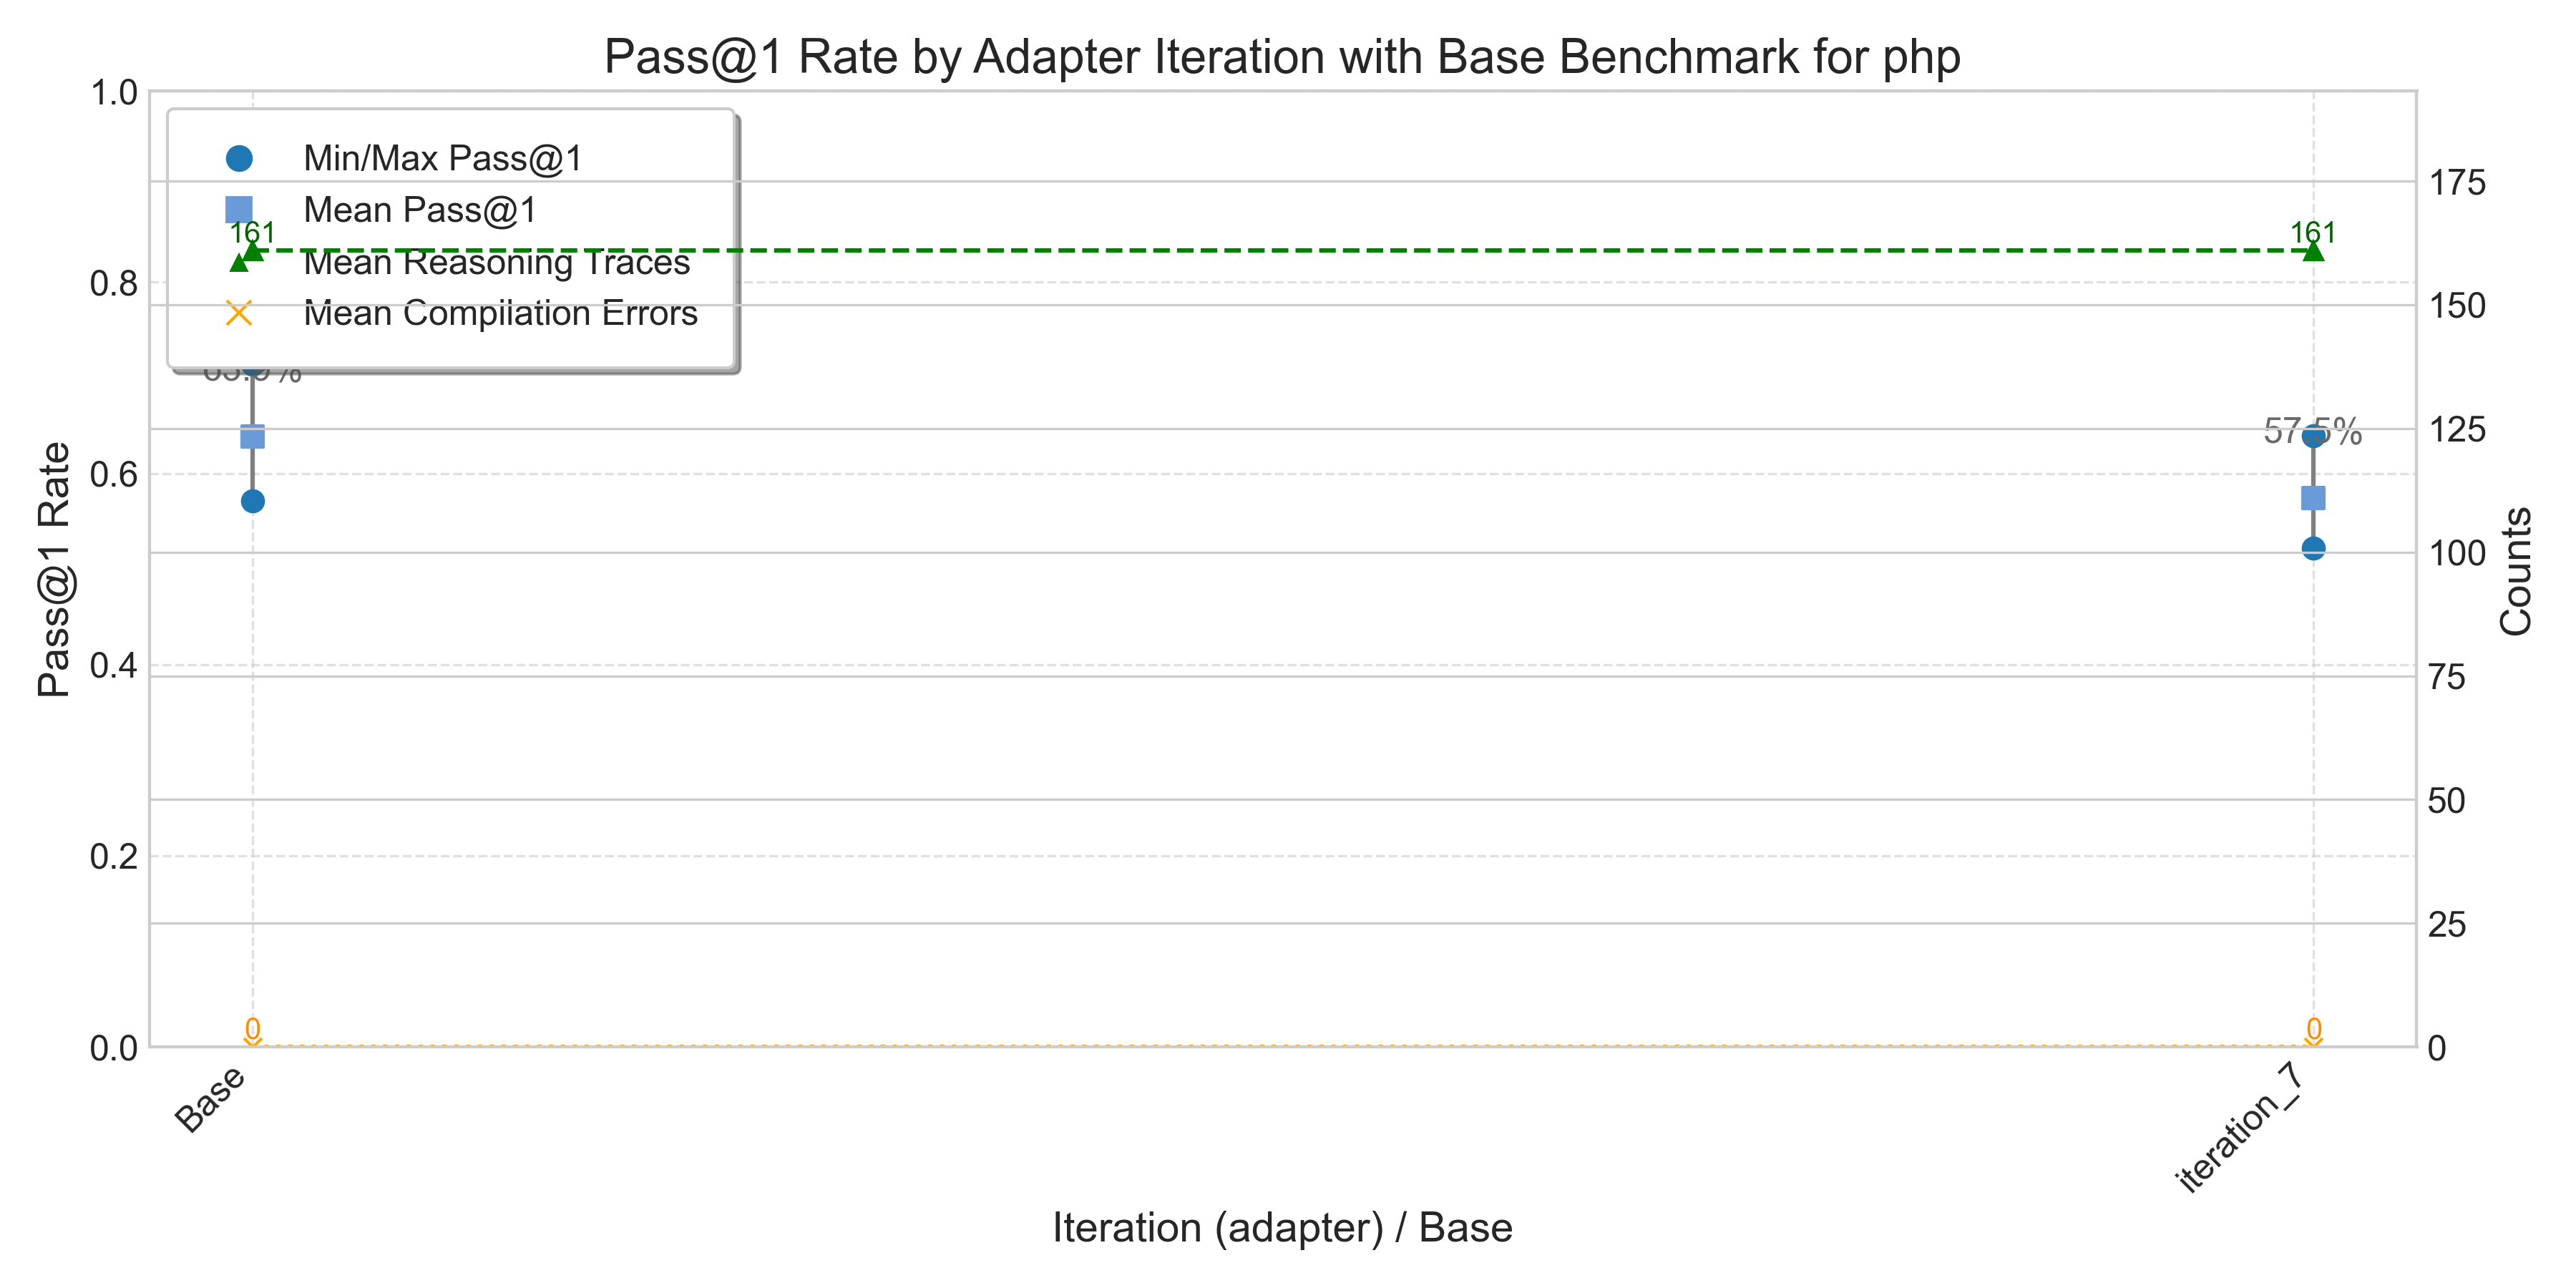 Pass@1 Rate by Adapter Iteration with Base Benchmark for php
1.0
0.8
0.6
0.4
0.2
0.0
Pass@1 Rate
Min/Max Pass@1
Mean Pass@1
Mean Reasoning Traces
Mean Compilation Errors
161
161
57.5%
0
0
175
150
125
100
75
50
25
0
Counts
Base
iteration_7
Iteration (adapter) / Base